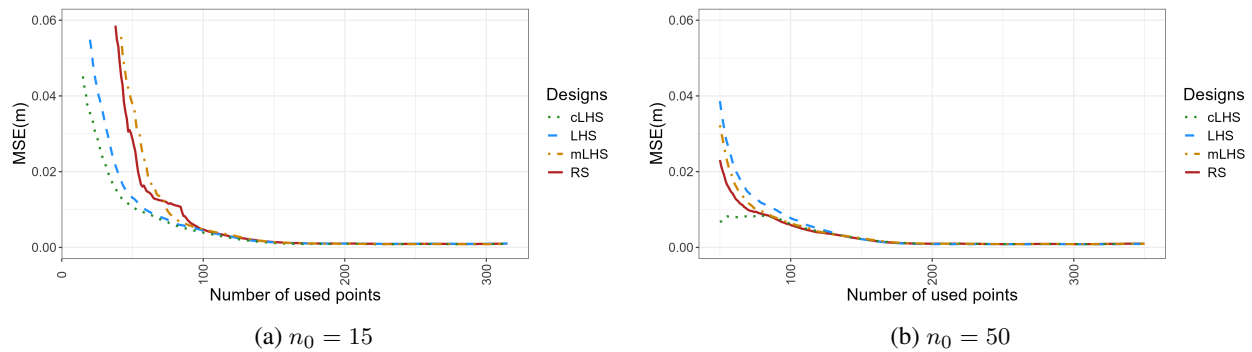 0.06
0.04
0.02
0.00
MSE(m)
0
100
200
300
Number of used points
Designs
cLHS
LHS
mLHS
RS
(a) n₀ = 15
0.06
0.04
0.02
0.00
MSE(m)
100
200
300
Number of used points
Designs
cLHS
LHS
mLHS
RS
(b) n₀ = 50